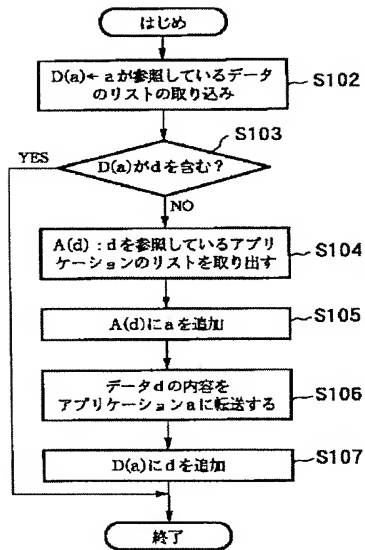 はじめ
D(a)←aが参照しているデータ
のリストの取り込み
S102
S103
YES
D(a)がdを含む?
NO
A(d):dを参照しているアプリ
ケーションのリストを取り出す
S104
A(d)にaを追加
S105
データdの内容を
アプリケーションaに転送する
S106
D(a)にdを追加
S107
終了